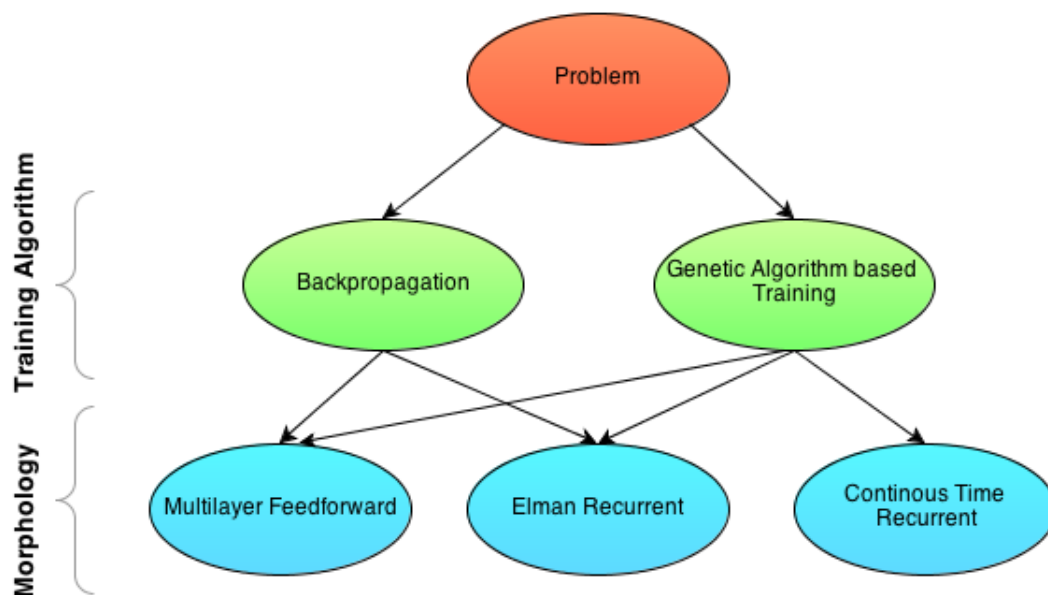 Problem
Training Algorithm
Backpropagation
Genetic Algorithm based
Training
Morphology
Multilayer Feedforward
Elman Recurrent
Continous Time
Recurrent